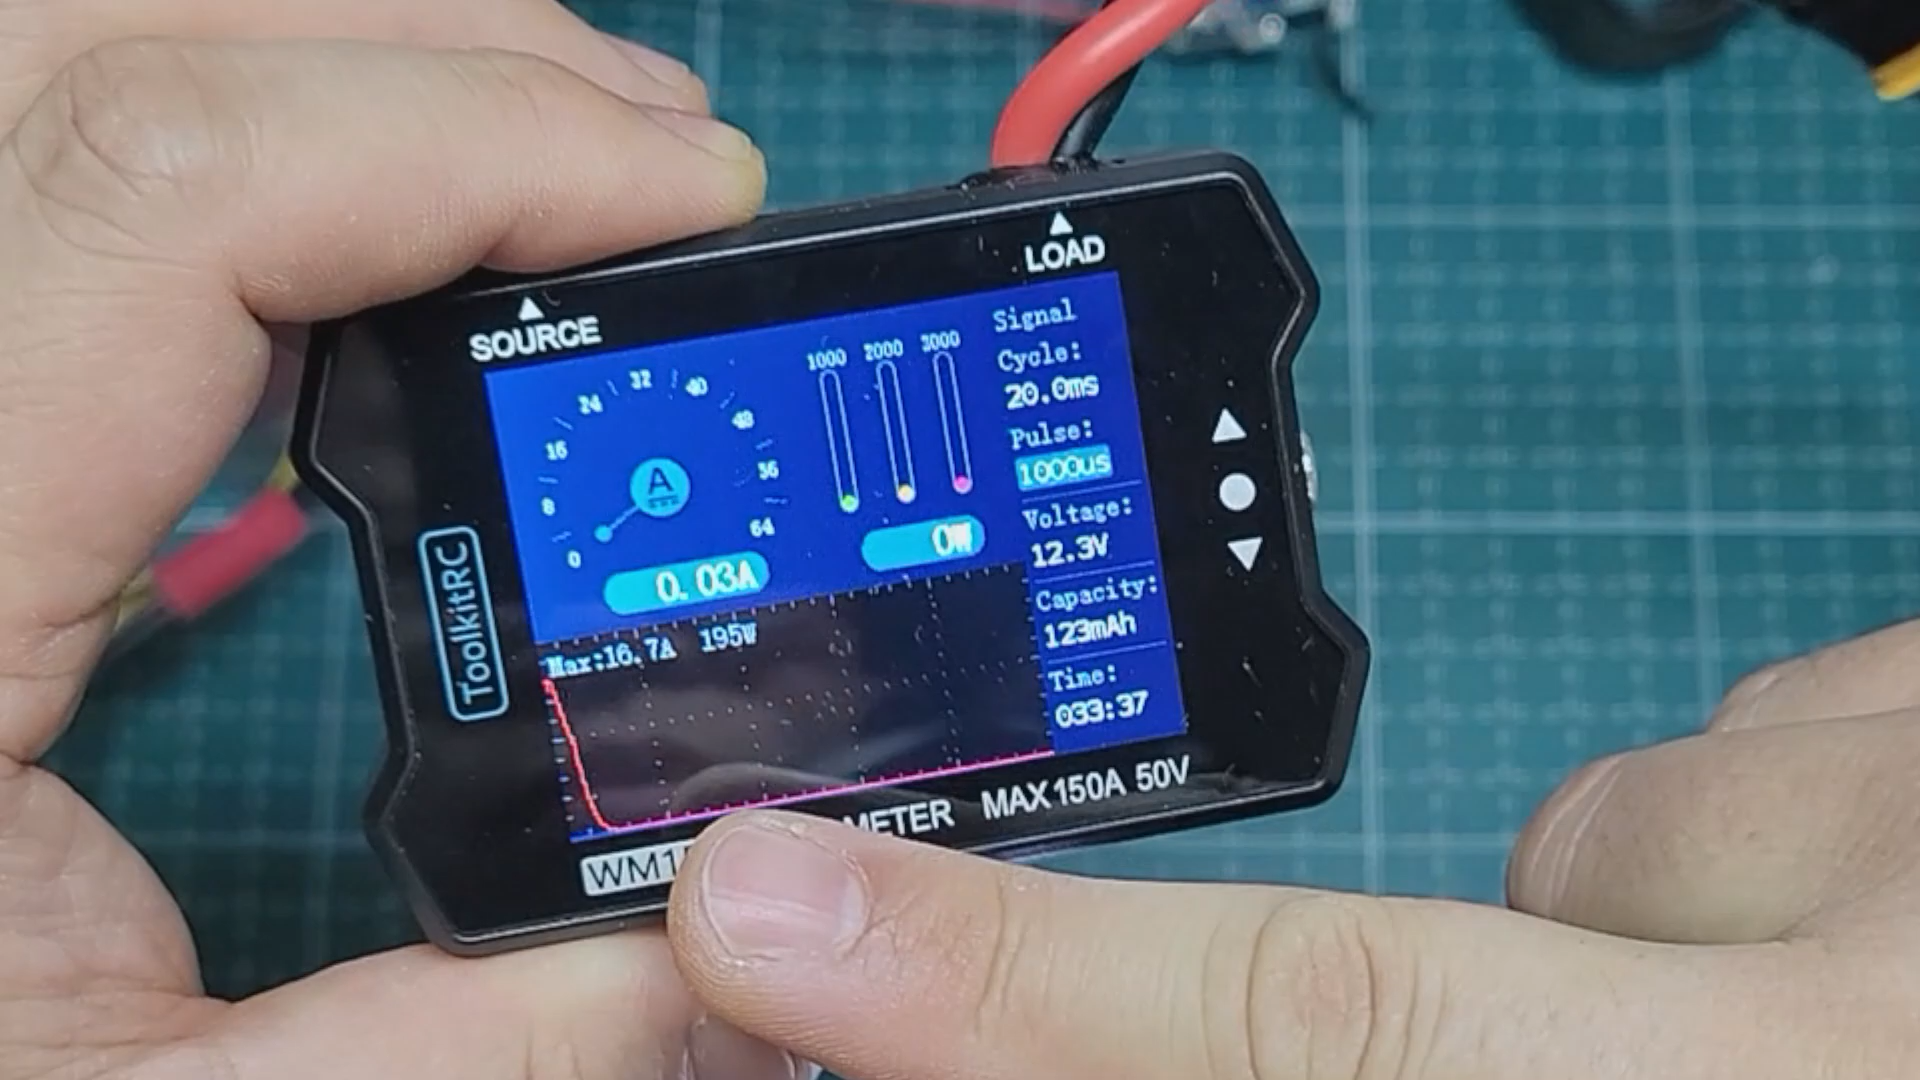 LOAD
SOURCE
Signal
Cycle:
20.0ms
Pulse:
1000us
Voltage:
12.3V
Capacity:
123mAh
Time:
033:37
0
8
16
24
32
40
48
56
64
A
0.03A
1000 2000 3000
0W
Max:16.7A 195W
ToolkitRC
METER MAX 150A 50V